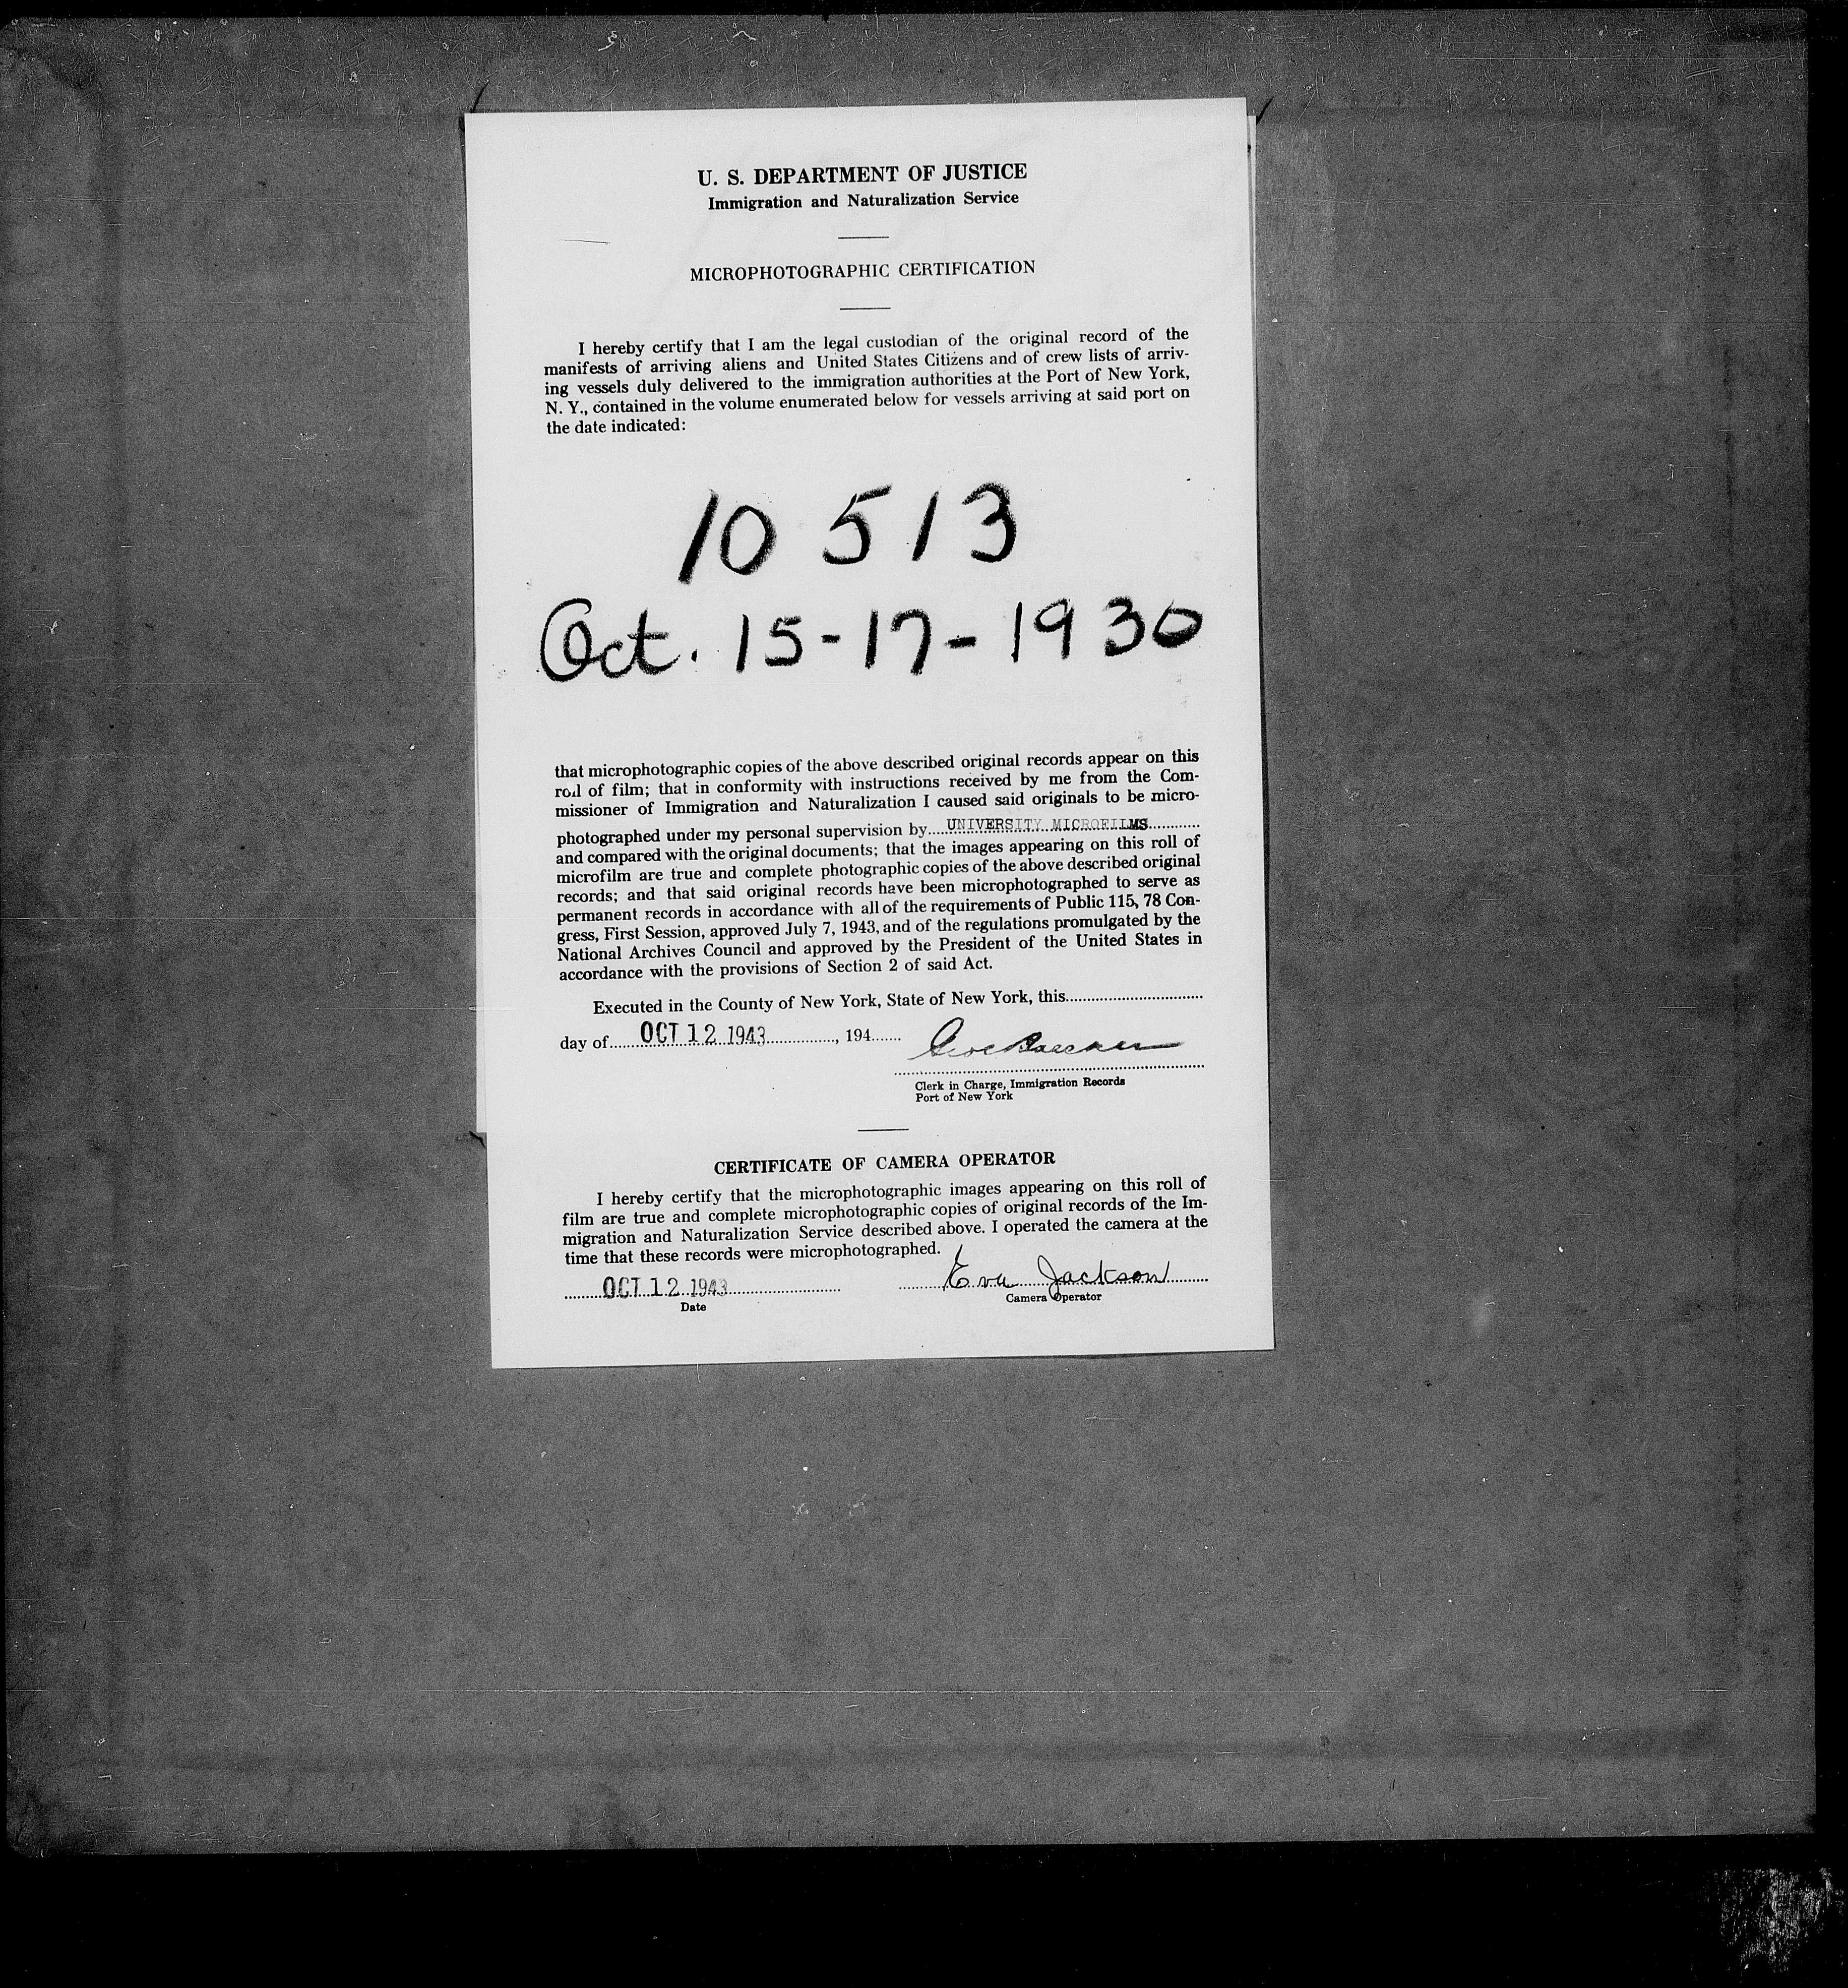 U. S. DEPARTMENT OF JUSTICE
Immigration and Naturalization Service
MICROPHOTOGRAPHIC CERTIFICATION
I hereby certify that I am the legal custodian of the original record of the
manifests of arriving aliens and United States Citizens and of crew lists of arriv-
ing vessels duly delivered to the immigration authorities at the Port of New York,
N. Y., contained in the volume enumerated below for vessels arriving at said port on
the date indicated:
10 513
Oct. 15-17-1930
that microphotographic copies of the above described original records appear on this
roll of film; that in conformity with instructions received by me from the Com-
missioner of Immigration and Naturalization I caused said originals to be micro-
photographed under my personal supervision by UNIVERSITY MICROFILMS
and compared with the original documents; that the images appearing on this roll of
microfilm are true and complete photographic copies of the above described original
records; and that said original records have been microphotographed to serve as
permanent records in accordance with all of the requirements of Public 115, 78 Con-
gress, First Session, approved July 7, 1943, and of the regulations promulgated by the
National Archives Council and approved by the President of the United States in
accordance with the provisions of Section 2 of said Act.
Executed in the County of New York, State of New York, this
day of OCT 12 1943, 194
Clerk in Charge, Immigration Records
Port of New York
CERTIFICATE OF CAMERA OPERATOR
I hereby certify that the microphotographic images appearing on this roll of
film are true and complete microphotographic copies of original records of the Im-
migration and Naturalization Service described above. I operated the camera at the
time that these records were microphotographed.
OCT 12 1943 Eva Jackson
Date Camera Operator